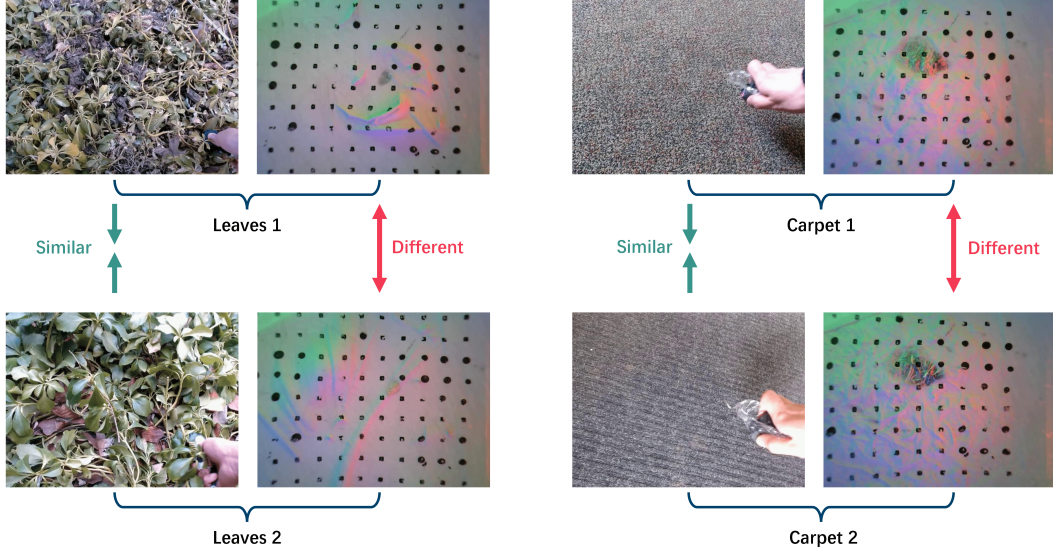 Leaves 1
Carpet 1
Similar
Different
Similar
Different
Leaves 2
Carpet 2